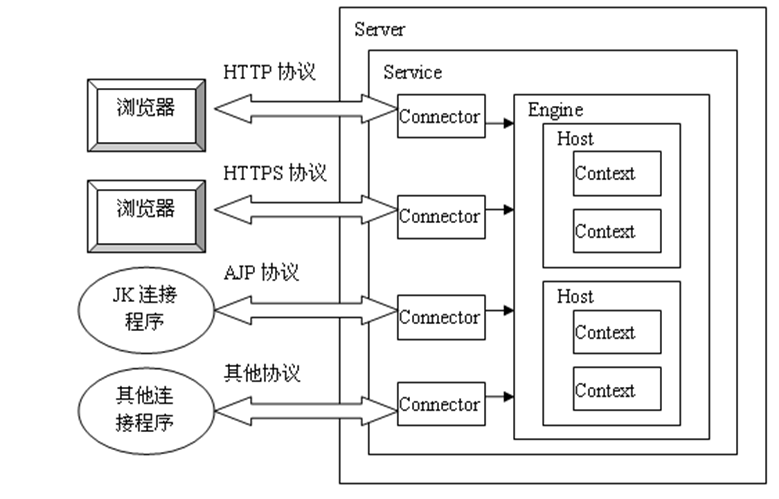 Server
Service
HTTP 协议
浏览器
Connector
Engine
Host
Context
Context
HTTPS 协议
浏览器
Connector
AJP 协议
JK 连接
程序
Connector
Host
Context
Context
其他协议
其他连
接程序
Connector